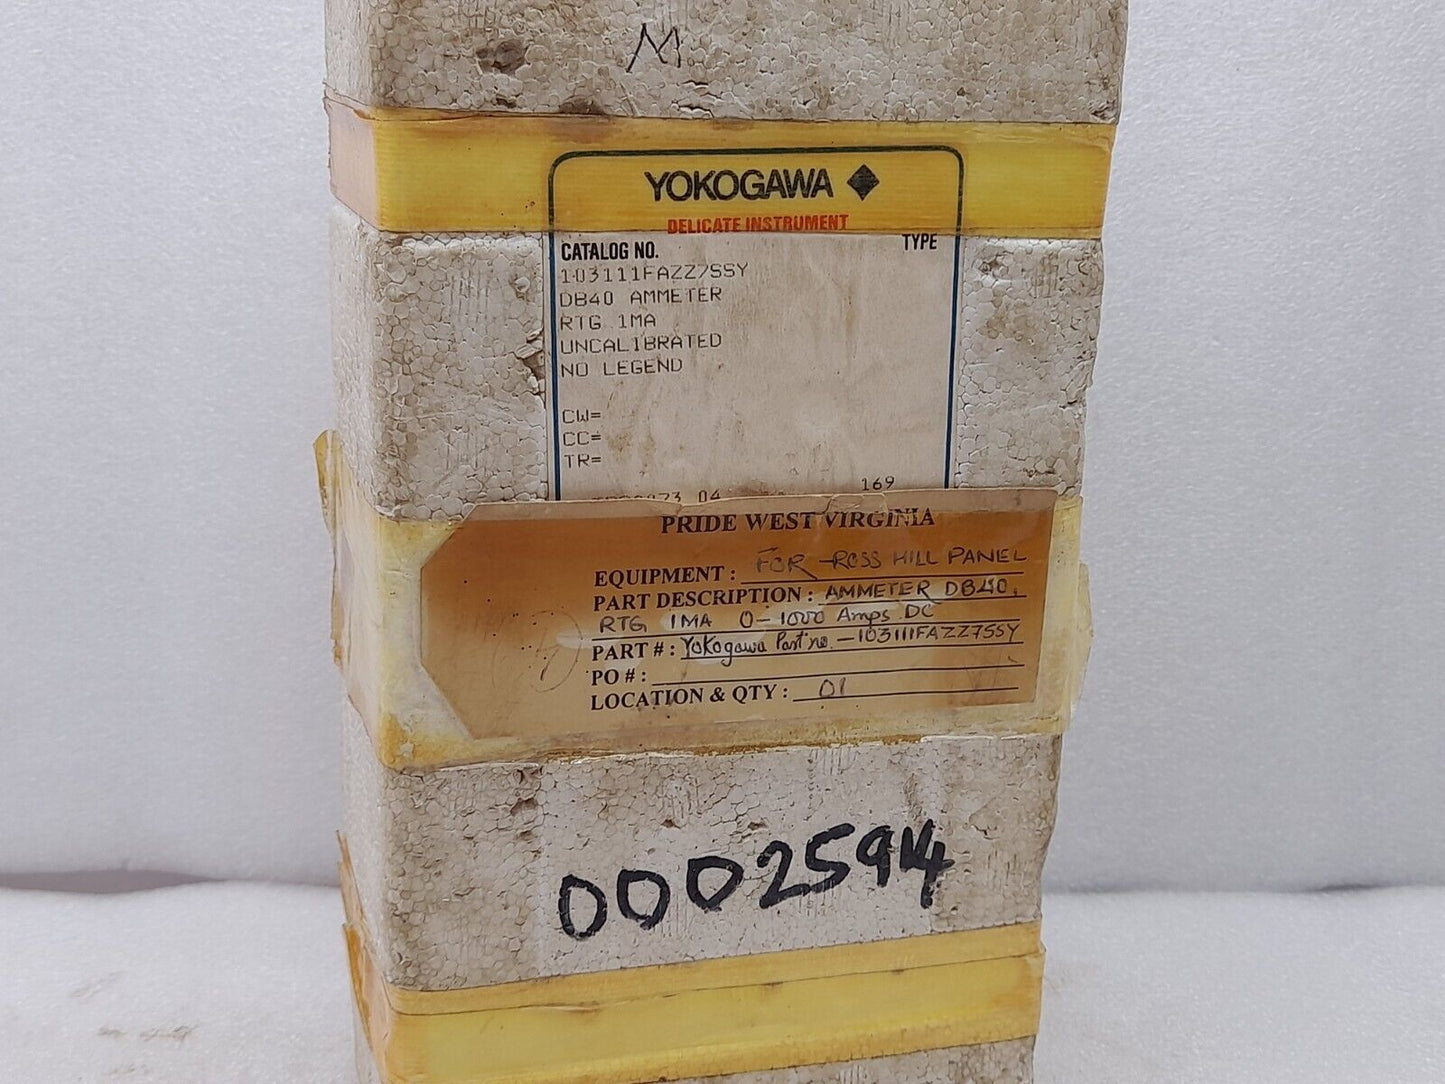 M
YOKOGAWA
DELICATE INSTRUMENT
CATALOG NO. TYPE
103111FAZZ7SSY
DB40 AMMETER
RTG 1MA
UNCALIBRATED
NO LEGEND
CW=
CC=
TR=
04 169
PRIDE WEST VIRGINIA
EQUIPMENT : FOR ROSS HILL PANEL
PART DESCRIPTION : AMMETER DB40,
RTG 1MA 0-1000 Amps DC
PART # : Yokogawa Part no. - 103111FAZZ7SSY
PO # :
LOCATION & QTY : 01
00025914